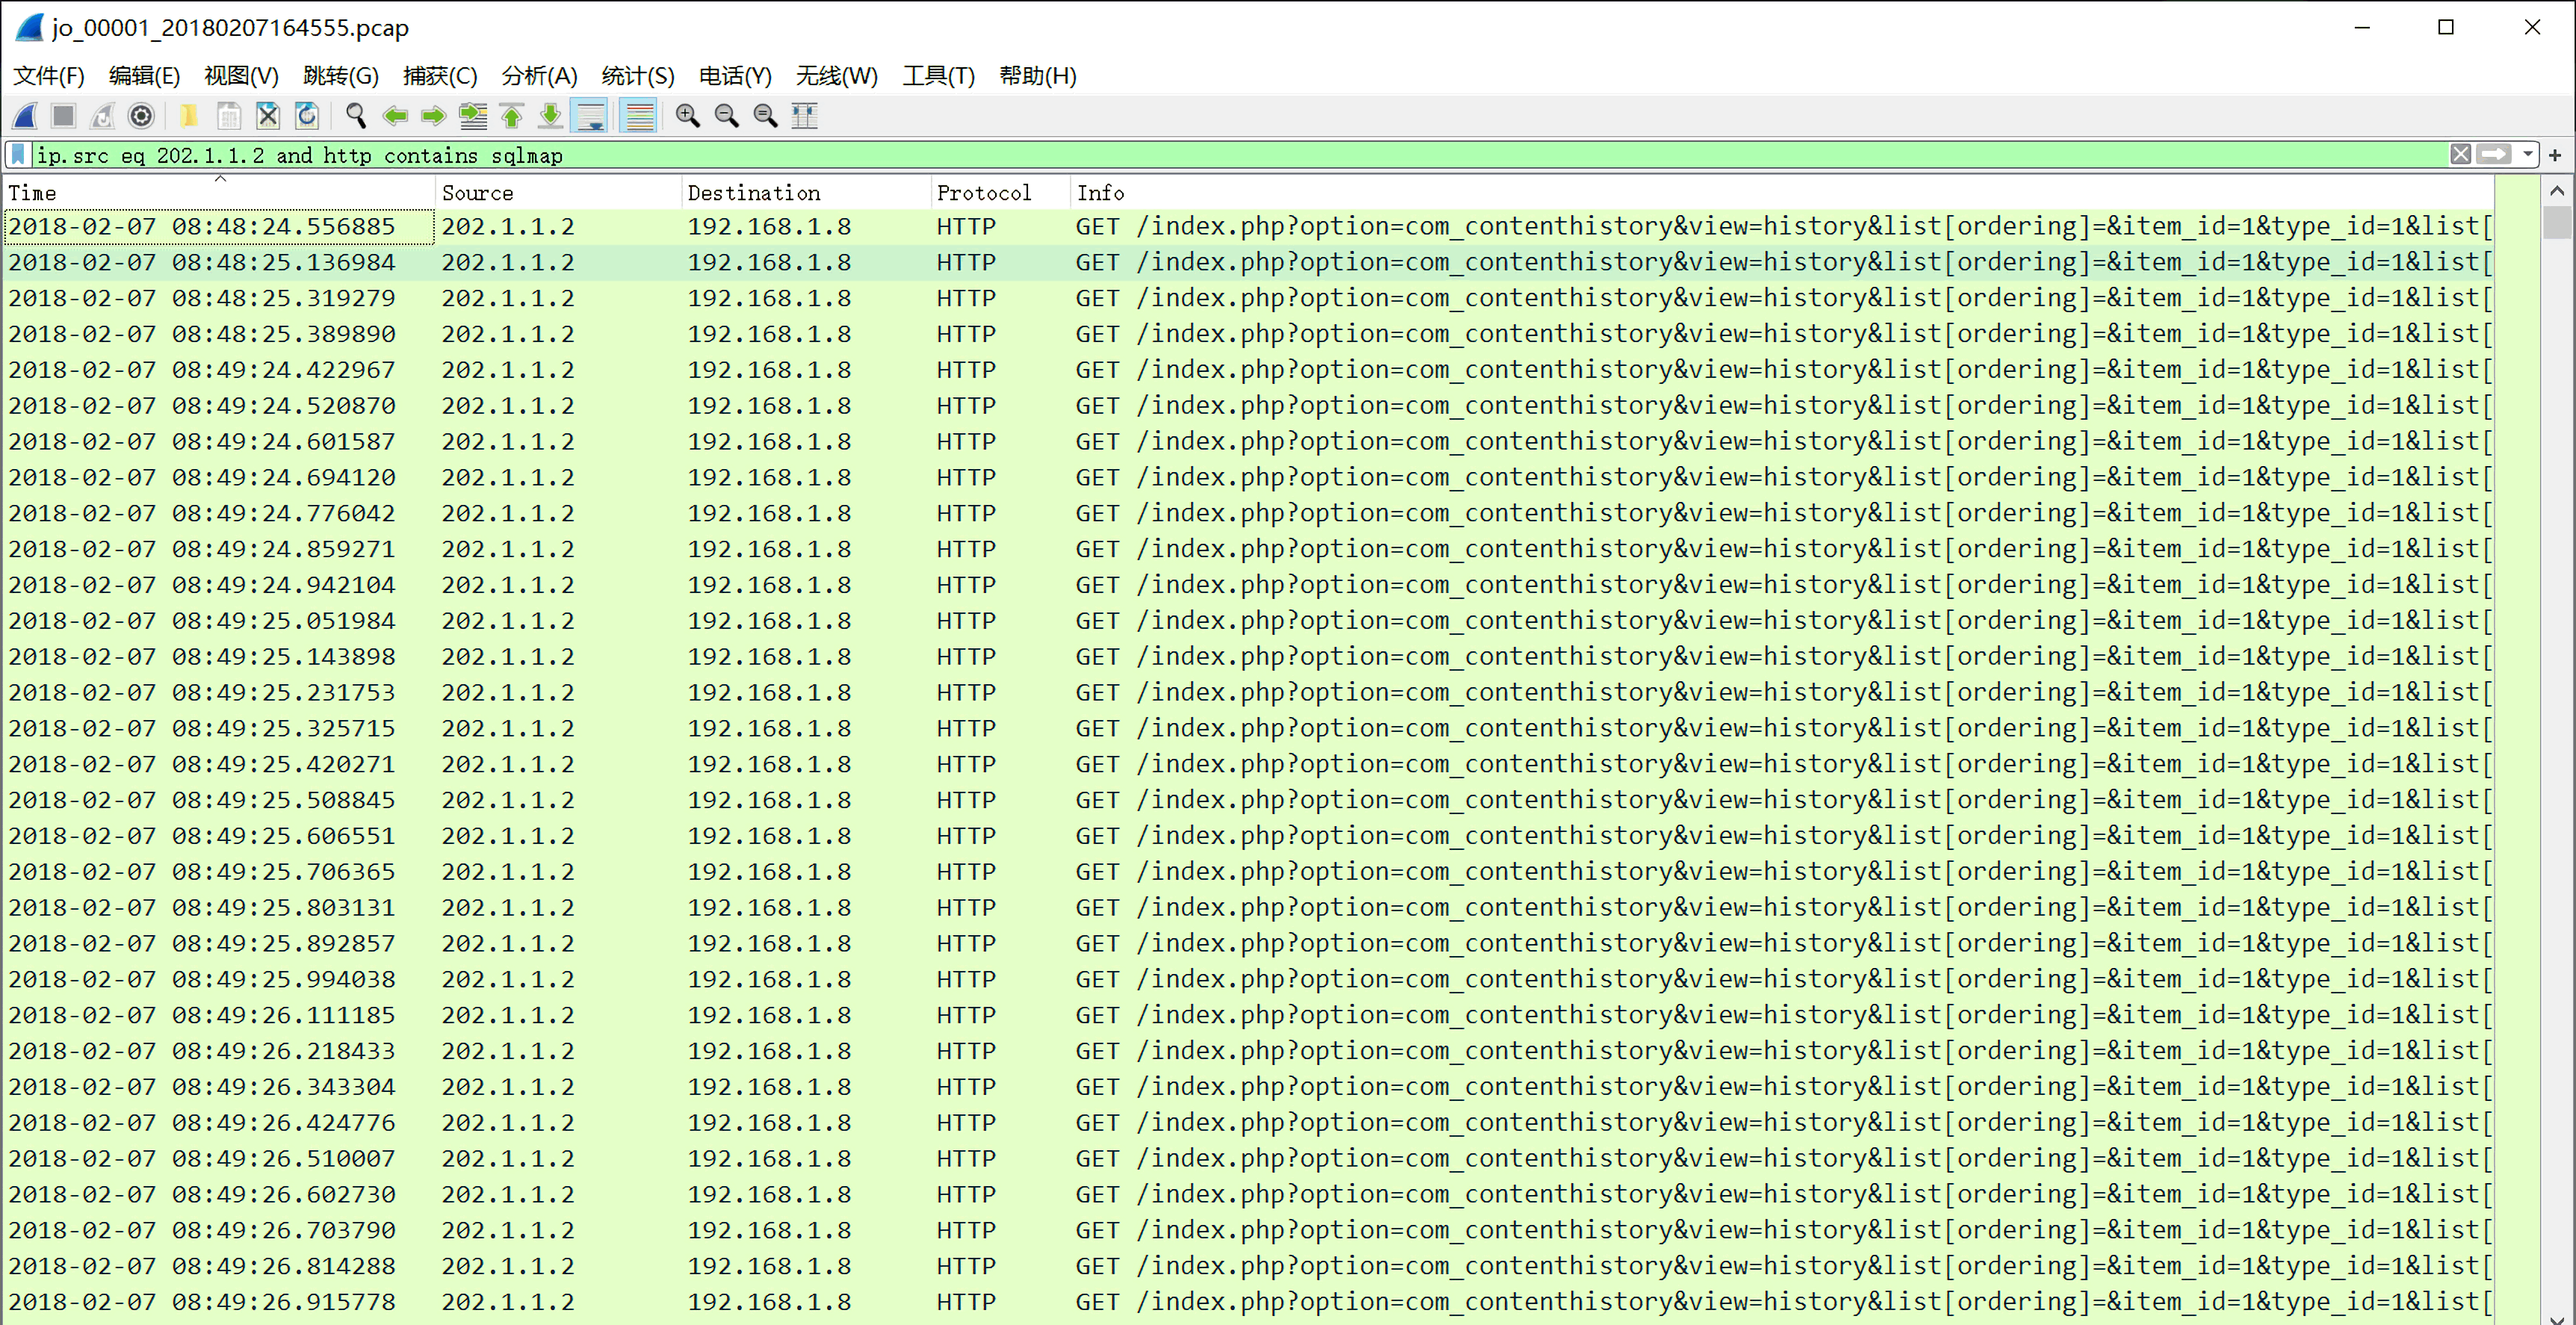 jo_00001_20180207164555.pcap
文件(F) 编辑(E) 视图(V) 跳转(G) 捕获(C) 分析(A) 统计(S) 电话(Y) 无线(W) 工具(T) 帮助(H)
ip.src eq 202.1.1.2 and http contains sqlmap
Time Source Destination Protocol Info
2018-02-07 08:48:24.556885 202.1.1.2 192.168.1.8 HTTP GET /index.php?option=com_contenthistory&view=history&list[ordering]=&item_id=1&type_id=1&list[
2018-02-07 08:48:25.136984 202.1.1.2 192.168.1.8 HTTP GET /index.php?option=com_contenthistory&view=history&list[ordering]=&item_id=1&type_id=1&list[
2018-02-07 08:48:25.319279 202.1.1.2 192.168.1.8 HTTP GET /index.php?option=com_contenthistory&view=history&list[ordering]=&item_id=1&type_id=1&list[
2018-02-07 08:48:25.389890 202.1.1.2 192.168.1.8 HTTP GET /index.php?option=com_contenthistory&view=history&list[ordering]=&item_id=1&type_id=1&list[
2018-02-07 08:49:24.422967 202.1.1.2 192.168.1.8 HTTP GET /index.php?option=com_contenthistory&view=history&list[ordering]=&item_id=1&type_id=1&list[
2018-02-07 08:49:24.520870 202.1.1.2 192.168.1.8 HTTP GET /index.php?option=com_contenthistory&view=history&list[ordering]=&item_id=1&type_id=1&list[
2018-02-07 08:49:24.601587 202.1.1.2 192.168.1.8 HTTP GET /index.php?option=com_contenthistory&view=history&list[ordering]=&item_id=1&type_id=1&list[
2018-02-07 08:49:24.694120 202.1.1.2 192.168.1.8 HTTP GET /index.php?option=com_contenthistory&view=history&list[ordering]=&item_id=1&type_id=1&list[
2018-02-07 08:49:24.776042 202.1.1.2 192.168.1.8 HTTP GET /index.php?option=com_contenthistory&view=history&list[ordering]=&item_id=1&type_id=1&list[
2018-02-07 08:49:24.859271 202.1.1.2 192.168.1.8 HTTP GET /index.php?option=com_contenthistory&view=history&list[ordering]=&item_id=1&type_id=1&list[
2018-02-07 08:49:24.942104 202.1.1.2 192.168.1.8 HTTP GET /index.php?option=com_contenthistory&view=history&list[ordering]=&item_id=1&type_id=1&list[
2018-02-07 08:49:25.051984 202.1.1.2 192.168.1.8 HTTP GET /index.php?option=com_contenthistory&view=history&list[ordering]=&item_id=1&type_id=1&list[
2018-02-07 08:49:25.143898 202.1.1.2 192.168.1.8 HTTP GET /index.php?option=com_contenthistory&view=history&list[ordering]=&item_id=1&type_id=1&list[
2018-02-07 08:49:25.231753 202.1.1.2 192.168.1.8 HTTP GET /index.php?option=com_contenthistory&view=history&list[ordering]=&item_id=1&type_id=1&list[
2018-02-07 08:49:25.325715 202.1.1.2 192.168.1.8 HTTP GET /index.php?option=com_contenthistory&view=history&list[ordering]=&item_id=1&type_id=1&list[
2018-02-07 08:49:25.420271 202.1.1.2 192.168.1.8 HTTP GET /index.php?option=com_contenthistory&view=history&list[ordering]=&item_id=1&type_id=1&list[
2018-02-07 08:49:25.508845 202.1.1.2 192.168.1.8 HTTP GET /index.php?option=com_contenthistory&view=history&list[ordering]=&item_id=1&type_id=1&list[
2018-02-07 08:49:25.606551 202.1.1.2 192.168.1.8 HTTP GET /index.php?option=com_contenthistory&view=history&list[ordering]=&item_id=1&type_id=1&list[
2018-02-07 08:49:25.706365 202.1.1.2 192.168.1.8 HTTP GET /index.php?option=com_contenthistory&view=history&list[ordering]=&item_id=1&type_id=1&list[
2018-02-07 08:49:25.803131 202.1.1.2 192.168.1.8 HTTP GET /index.php?option=com_contenthistory&view=history&list[ordering]=&item_id=1&type_id=1&list[
2018-02-07 08:49:25.892857 202.1.1.2 192.168.1.8 HTTP GET /index.php?option=com_contenthistory&view=history&list[ordering]=&item_id=1&type_id=1&list[
2018-02-07 08:49:25.994038 202.1.1.2 192.168.1.8 HTTP GET /index.php?option=com_contenthistory&view=history&list[ordering]=&item_id=1&type_id=1&list[
2018-02-07 08:49:26.111185 202.1.1.2 192.168.1.8 HTTP GET /index.php?option=com_contenthistory&view=history&list[ordering]=&item_id=1&type_id=1&list[
2018-02-07 08:49:26.218433 202.1.1.2 192.168.1.8 HTTP GET /index.php?option=com_contenthistory&view=history&list[ordering]=&item_id=1&type_id=1&list[
2018-02-07 08:49:26.343304 202.1.1.2 192.168.1.8 HTTP GET /index.php?option=com_contenthistory&view=history&list[ordering]=&item_id=1&type_id=1&list[
2018-02-07 08:49:26.424776 202.1.1.2 192.168.1.8 HTTP GET /index.php?option=com_contenthistory&view=history&list[ordering]=&item_id=1&type_id=1&list[
2018-02-07 08:49:26.510007 202.1.1.2 192.168.1.8 HTTP GET /index.php?option=com_contenthistory&view=history&list[ordering]=&item_id=1&type_id=1&list[
2018-02-07 08:49:26.602730 202.1.1.2 192.168.1.8 HTTP GET /index.php?option=com_contenthistory&view=history&list[ordering]=&item_id=1&type_id=1&list[
2018-02-07 08:49:26.703790 202.1.1.2 192.168.1.8 HTTP GET /index.php?option=com_contenthistory&view=history&list[ordering]=&item_id=1&type_id=1&list[
2018-02-07 08:49:26.814288 202.1.1.2 192.168.1.8 HTTP GET /index.php?option=com_contenthistory&view=history&list[ordering]=&item_id=1&type_id=1&list[
2018-02-07 08:49:26.915778 202.1.1.2 192.168.1.8 HTTP GET /index.php?option=com_contenthistory&view=history&list[ordering]=&item_id=1&type_id=1&list[